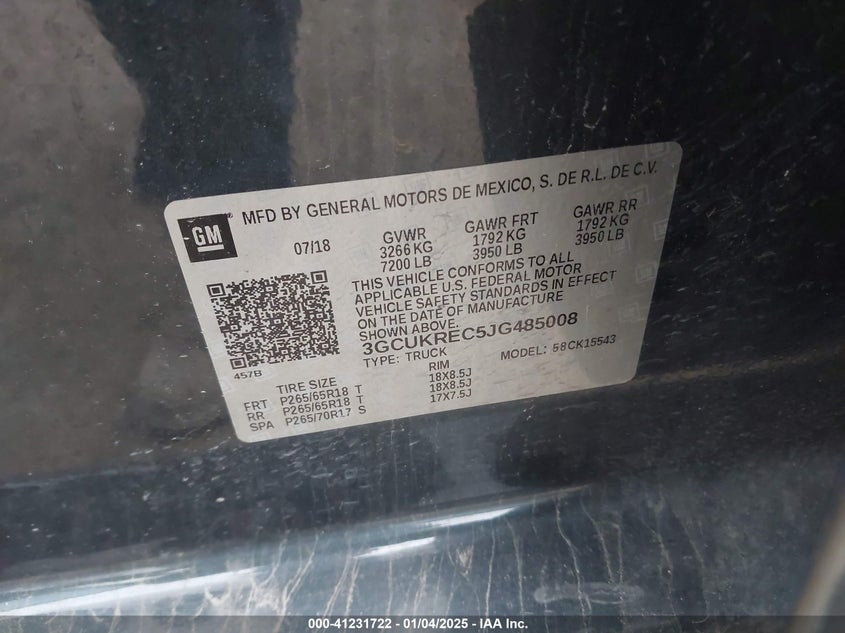 MFD BY GENERAL MOTORS DE MEXICO, S. DE R.L. DE C.V.
GM
07/18
GVWR GAWR FRT GAWR RR
3266 KG 1792 KG 1792 KG
7200 LB 3950 LB 3950 LB
THIS VEHICLE CONFORMS TO ALL
APPLICABLE U.S. FEDERAL MOTOR
VEHICLE SAFETY STANDARDS IN EFFECT
ON THE DATE OF MANUFACTURE
SHOWN ABOVE.
3GCUKREC5JG485008
TYPE: TRUCK MODEL: 58CK15543
457B
TIRE SIZE RIM
FRT P265/65R18 T 18X8.5J
RR P265/65R18 T 18X8.5J
SPA P265/70R17 S 17X7.5J
000-41231722 - 01/04/2025 - IAA Inc.